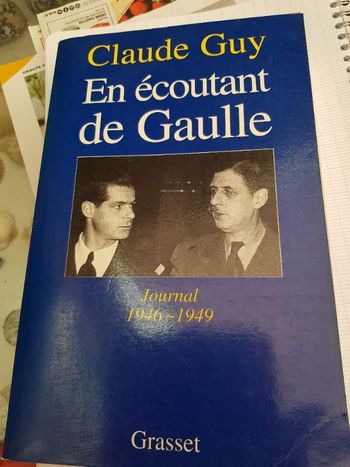 Claude Guy
En écoutant
de Gaulle
Journal
1946~1949
Grasset